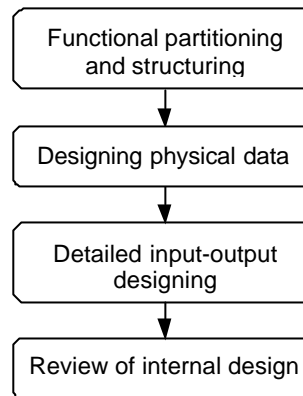 Functional partitioning
and structuring
Designing physical data
Detailed input-output
designing
Review of internal design